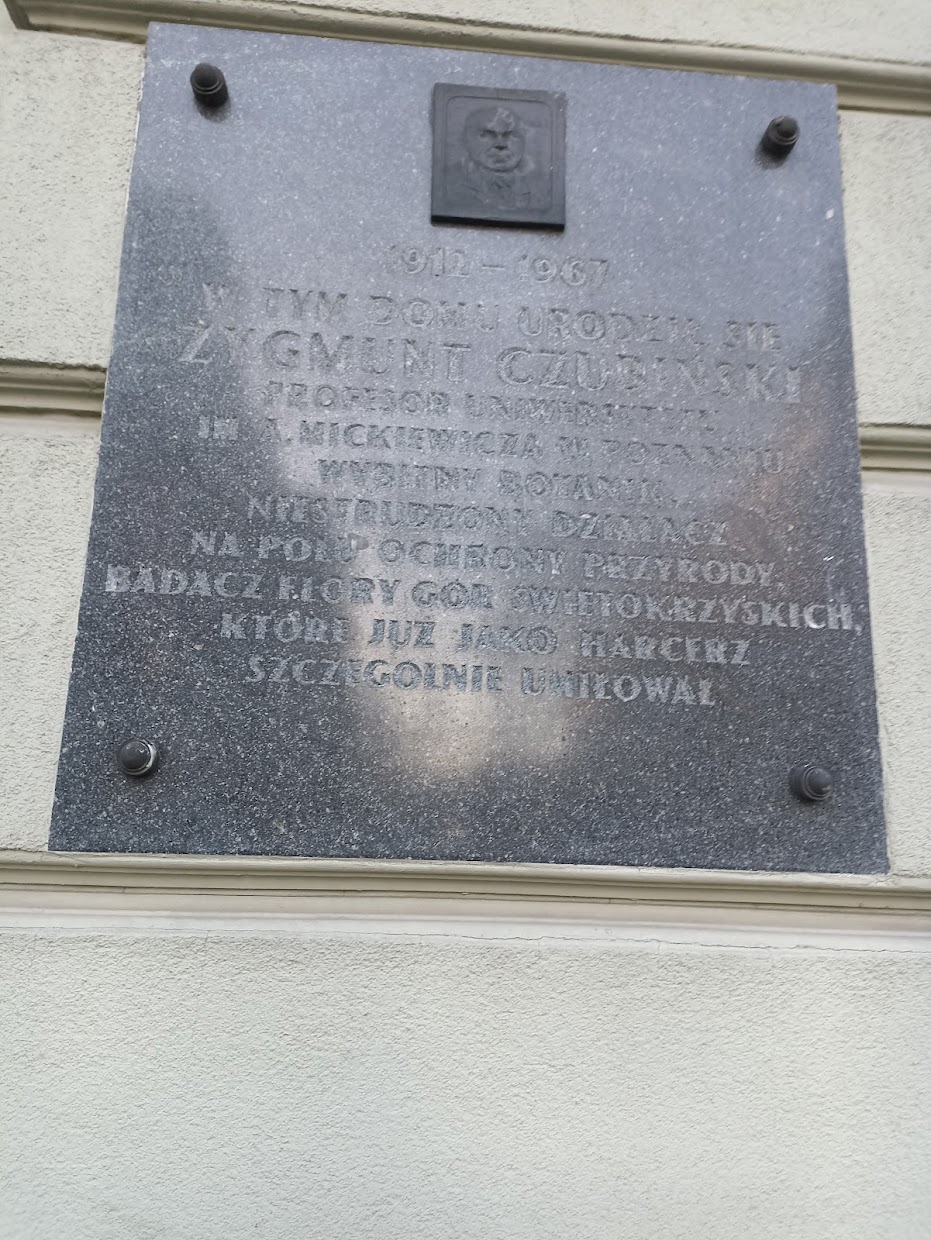 1912 – 1967
W TYM DOMU URODZIŁ SIĘ
ZYGMUNT CZUBIŃSKI
PROFESOR UNIWERSYTETU
IM A. MICKIEWICZA W POZNANIU
WYBITNY BOTANIK,
NIESTRUDZONY DZIAŁACZ
NA POLU OCHRONY PRZYRODY,
BADACZ FLORY GÓR ŚWIĘTOKRZYSKICH,
KTÓRE JUŻ JAKO HARCERZ
SZCZEGÓLNIE UMIŁOWAŁ